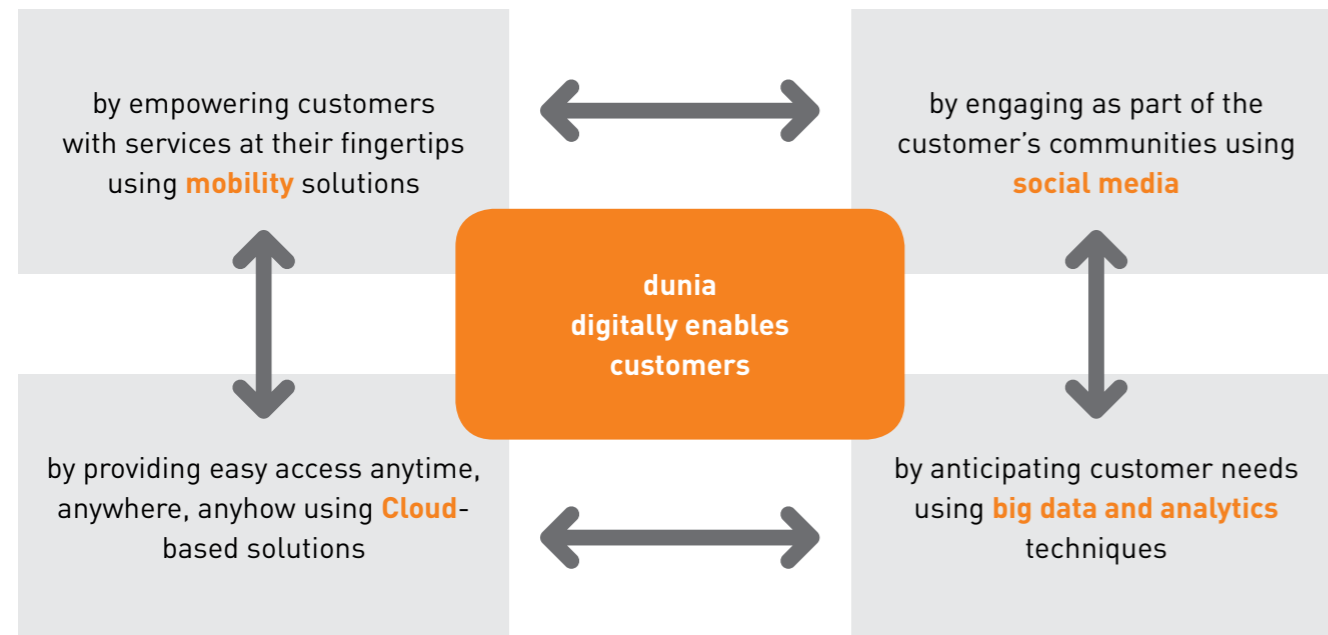 by empowering customers
with services at their fingertips
using mobility solutions
by engaging as part of the
customer’s communities using
social media
dunia
digitally enables
customers
by providing easy access anytime,
anywhere, anyhow using Cloud-
based solutions
by anticipating customer needs
using big data and analytics
techniques